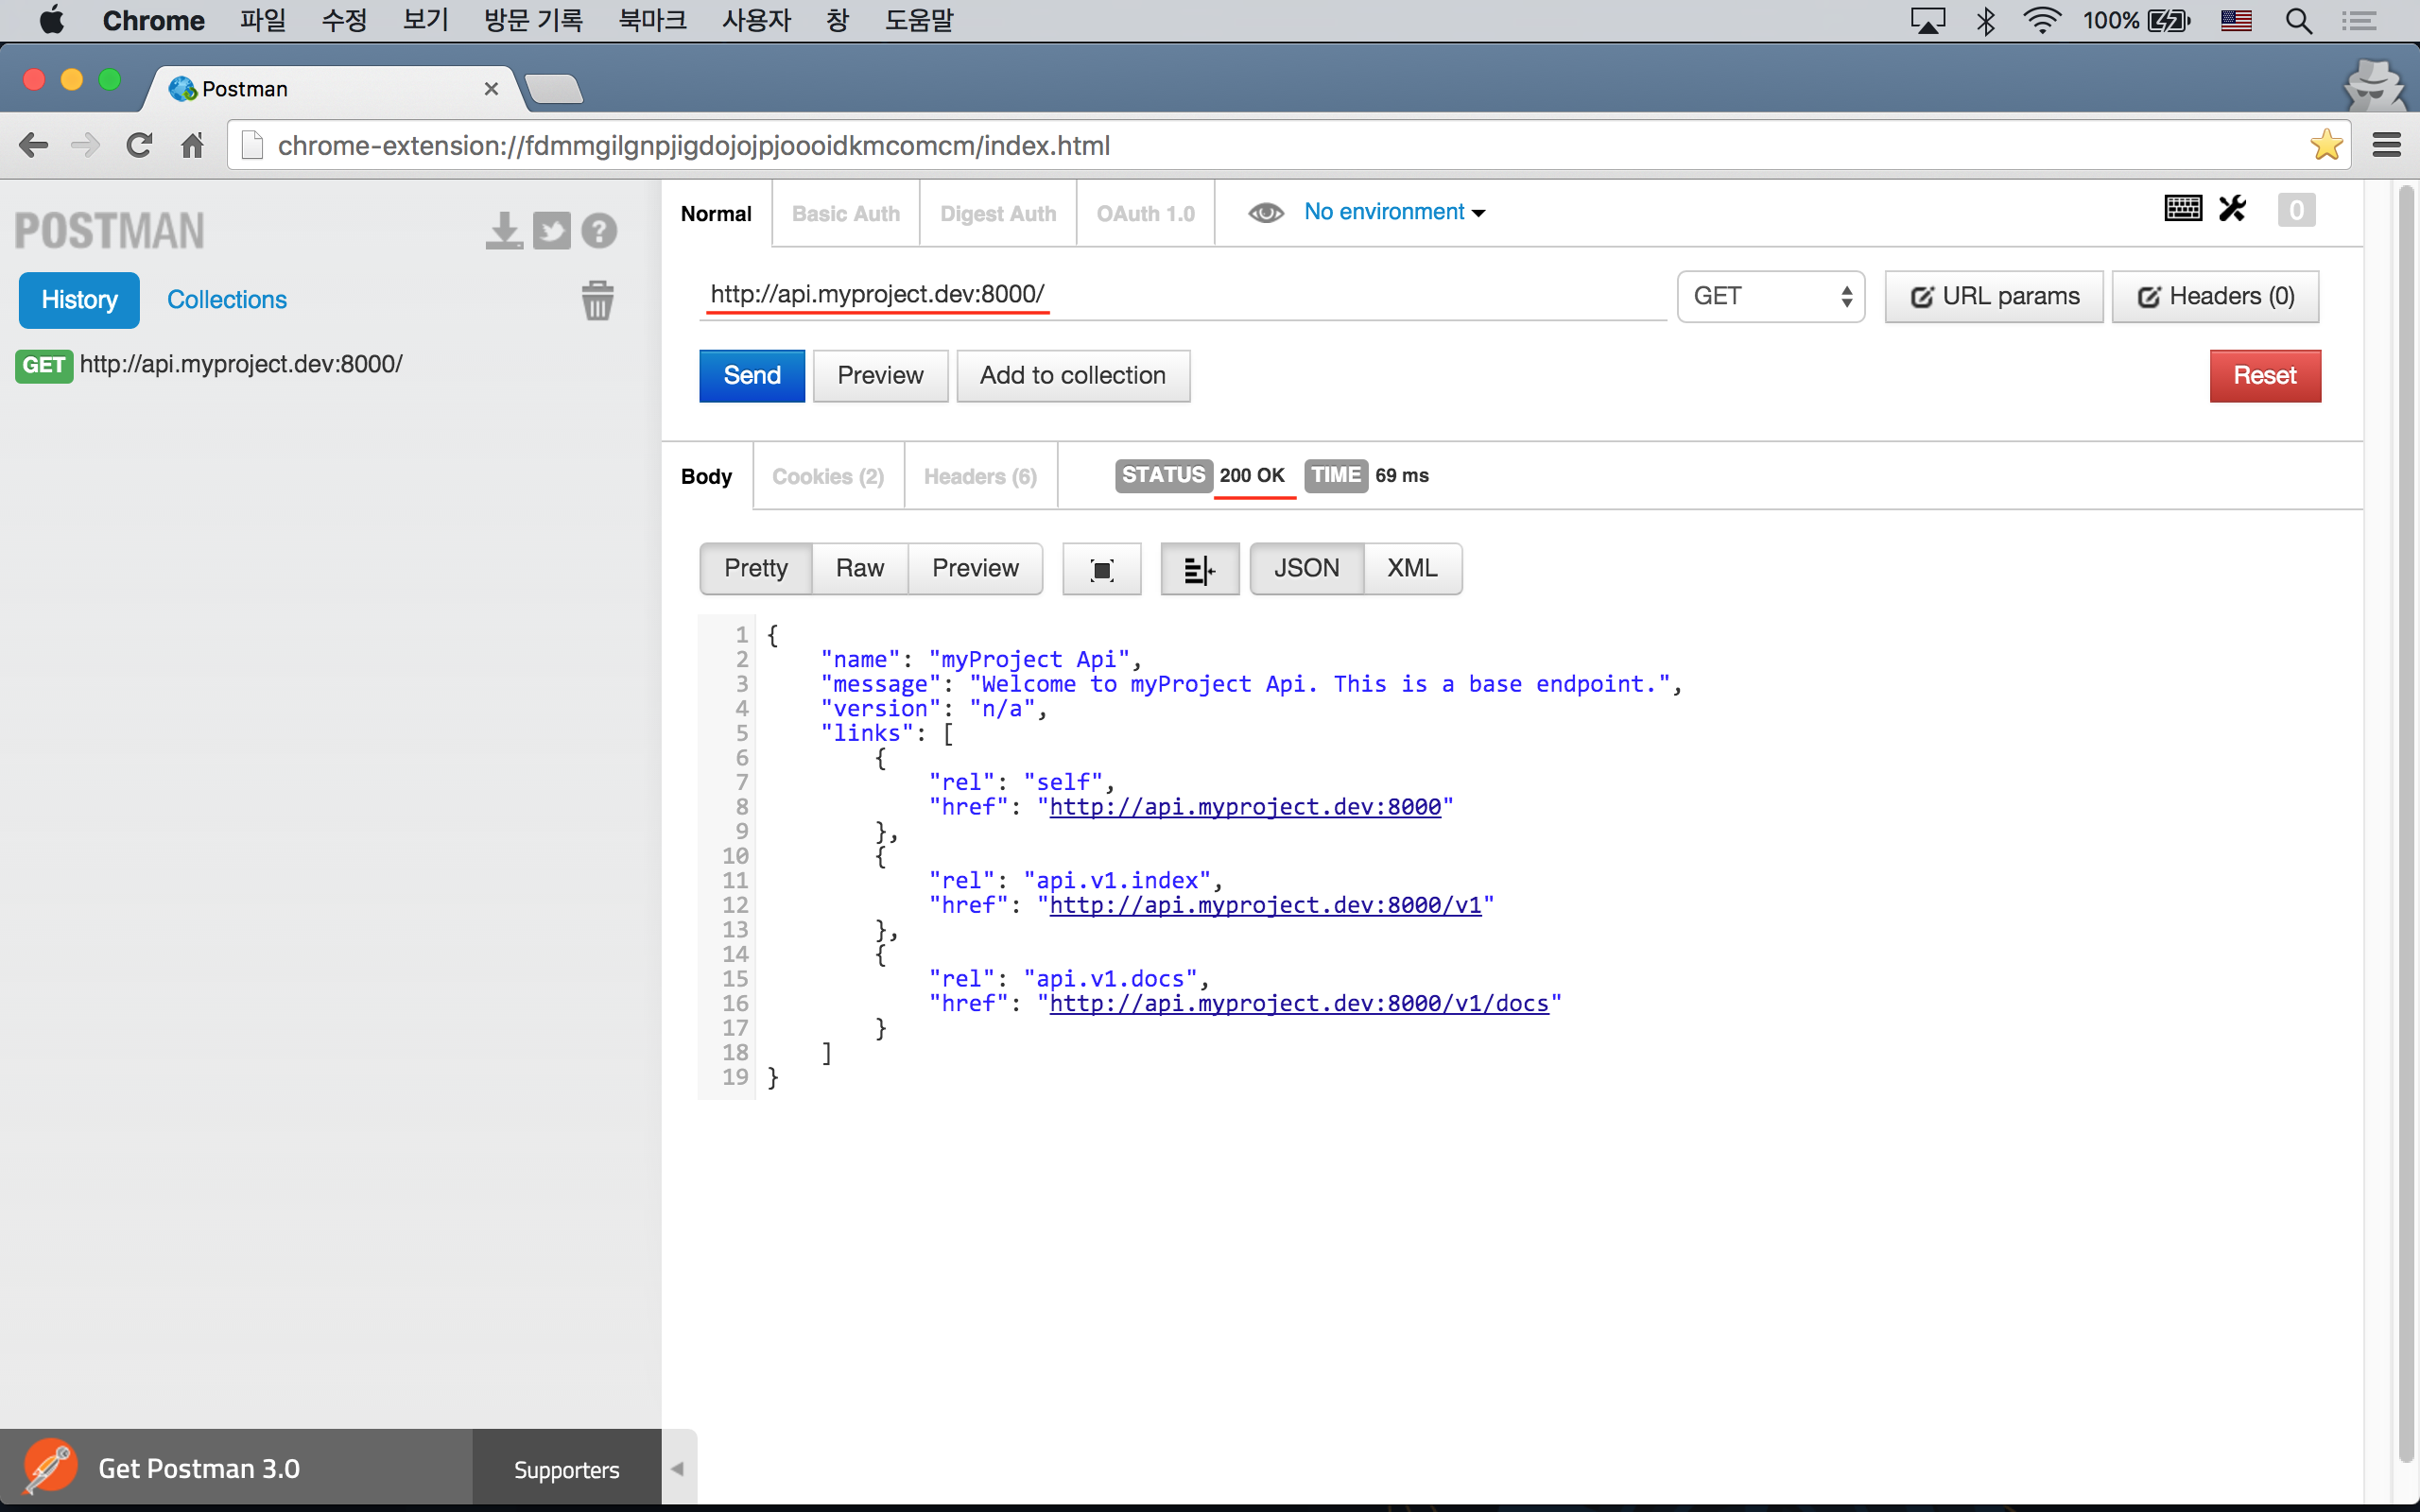 Chrome 파일 수정 보기 방문 기록 북마크 사용자 창 도움말 100%
Postman
chrome-extension://fdmmgilgnpjigdojojpjoooidkmcomcm/index.html
POSTMAN
History Collections
GET http://api.myproject.dev:8000/
Normal Basic Auth Digest Auth OAuth 1.0 No environment 0
http://api.myproject.dev:8000/ GET URL params Headers (0)
Send Preview Add to collection Reset
Body Cookies (2) Headers (6) STATUS 200 OK TIME 69 ms
Pretty Raw Preview JSON XML
1 {
2 "name": "myProject Api",
3 "message": "Welcome to myProject Api. This is a base endpoint.",
4 "version": "n/a",
5 "links": [
6 {
7 "rel": "self",
8 "href": "http://api.myproject.dev:8000"
9 },
10 {
11 "rel": "api.v1.index",
12 "href": "http://api.myproject.dev:8000/v1"
13 },
14 {
15 "rel": "api.v1.docs",
16 "href": "http://api.myproject.dev:8000/v1/docs"
17 }
18 ]
19 }
Get Postman 3.0 Supporters